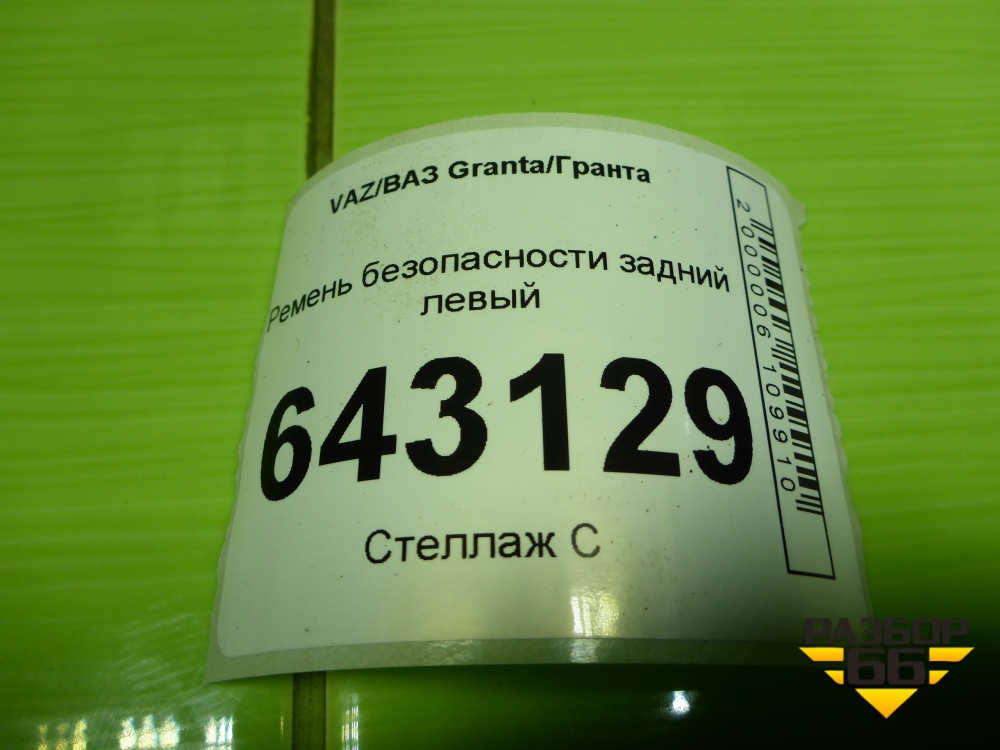 VAZ/ВАЗ Granta/Гранта
Ремень безопасности задний
левый
643129
Стеллаж С
2000006109910
РАЗБОР
66